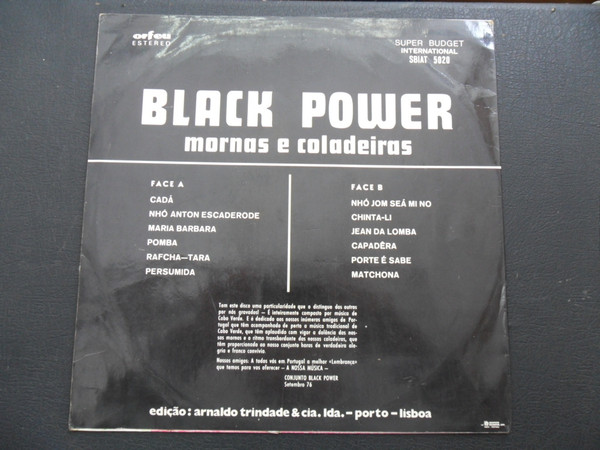 orfeu
ESTEREO
SUPER BUDGET
INTERNATIONAL
SBIAT 5020
BLACK POWER
mornas e coladeiras
FACE A
CADÁ
NHÓ ANTON ESCADERODE
MARIA BARBARA
POMBA
RAFCHA—TARA
PERSUMIDA
FACE B
NHÓ JOM SEÁ MI NO
CHINTA-LI
JEAN DA LOMBA
CAPADÊRA
PORTE Ê SABE
MATCHONA
Tem este disco uma particularidade que o distingue dos outros
por nós gravados! — É inteiramente composto por música de
Cabo Verde. E é dedicado aos nossos inúmeros amigos de Por-
tugal que têm acompanhado de perto a música tradicional de
Cabo Verde, que têm aplaudido com vigor a dolência das nos-
sas mornas e o ritmo transbordante das nossas coladeiras, que
têm proporcionado ao nosso conjunto horas de verdadeira ale-
gria e franco convívio.
Nossos amigos: A todos vós em Portugal a melhor «Lembrança»
que temos para vos oferecer — A NOSSA MÚSICA —
CONJUNTO BLACK POWER
Setembro 76
edição: arnaldo trindade & cia. lda. – porto – lisboa